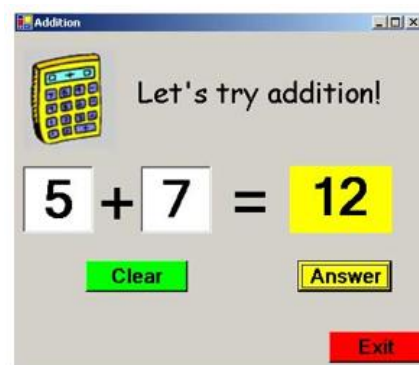 Addition
Let's try addition!
5 + 7 = 12
Clear Answer
Exit